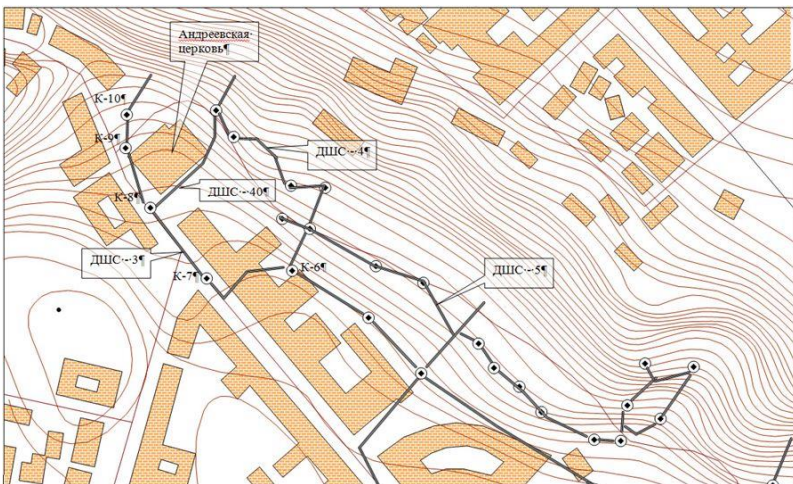 Андреевская·
церковь¶
К-10¶
К-9¶
ДШС·-·4¶
К-8¶
ДШС·-·40¶
ДШС·-·3¶
К-7¶
К-6¶
ДШС·-·5¶